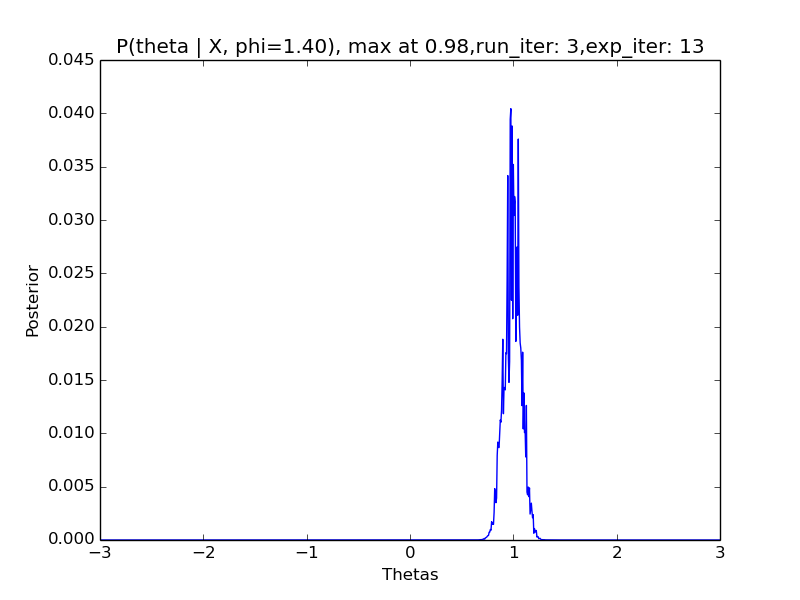 P(theta | X, phi=1.40), max at 0.98,run_iter: 3,exp_iter: 13
0.045
0.040
0.035
0.030
0.025
0.020
0.015
0.010
0.005
0.000
Posterior
−3 −2 −1 0 1 2 3
Thetas